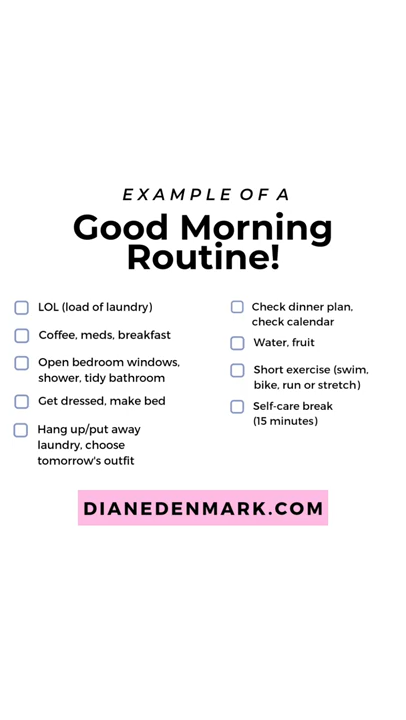 EXAMPLE OF A
Good Morning
Routine!
LOL (load of laundry)
Coffee, meds, breakfast
Open bedroom windows,
shower, tidy bathroom
Get dressed, make bed
Hang up/put away
laundry, choose
tomorrow's outfit
Check dinner plan,
check calendar
Water, fruit
Short exercise (swim,
bike, run or stretch)
Self-care break
(15 minutes)
DIANEDENMARK.COM